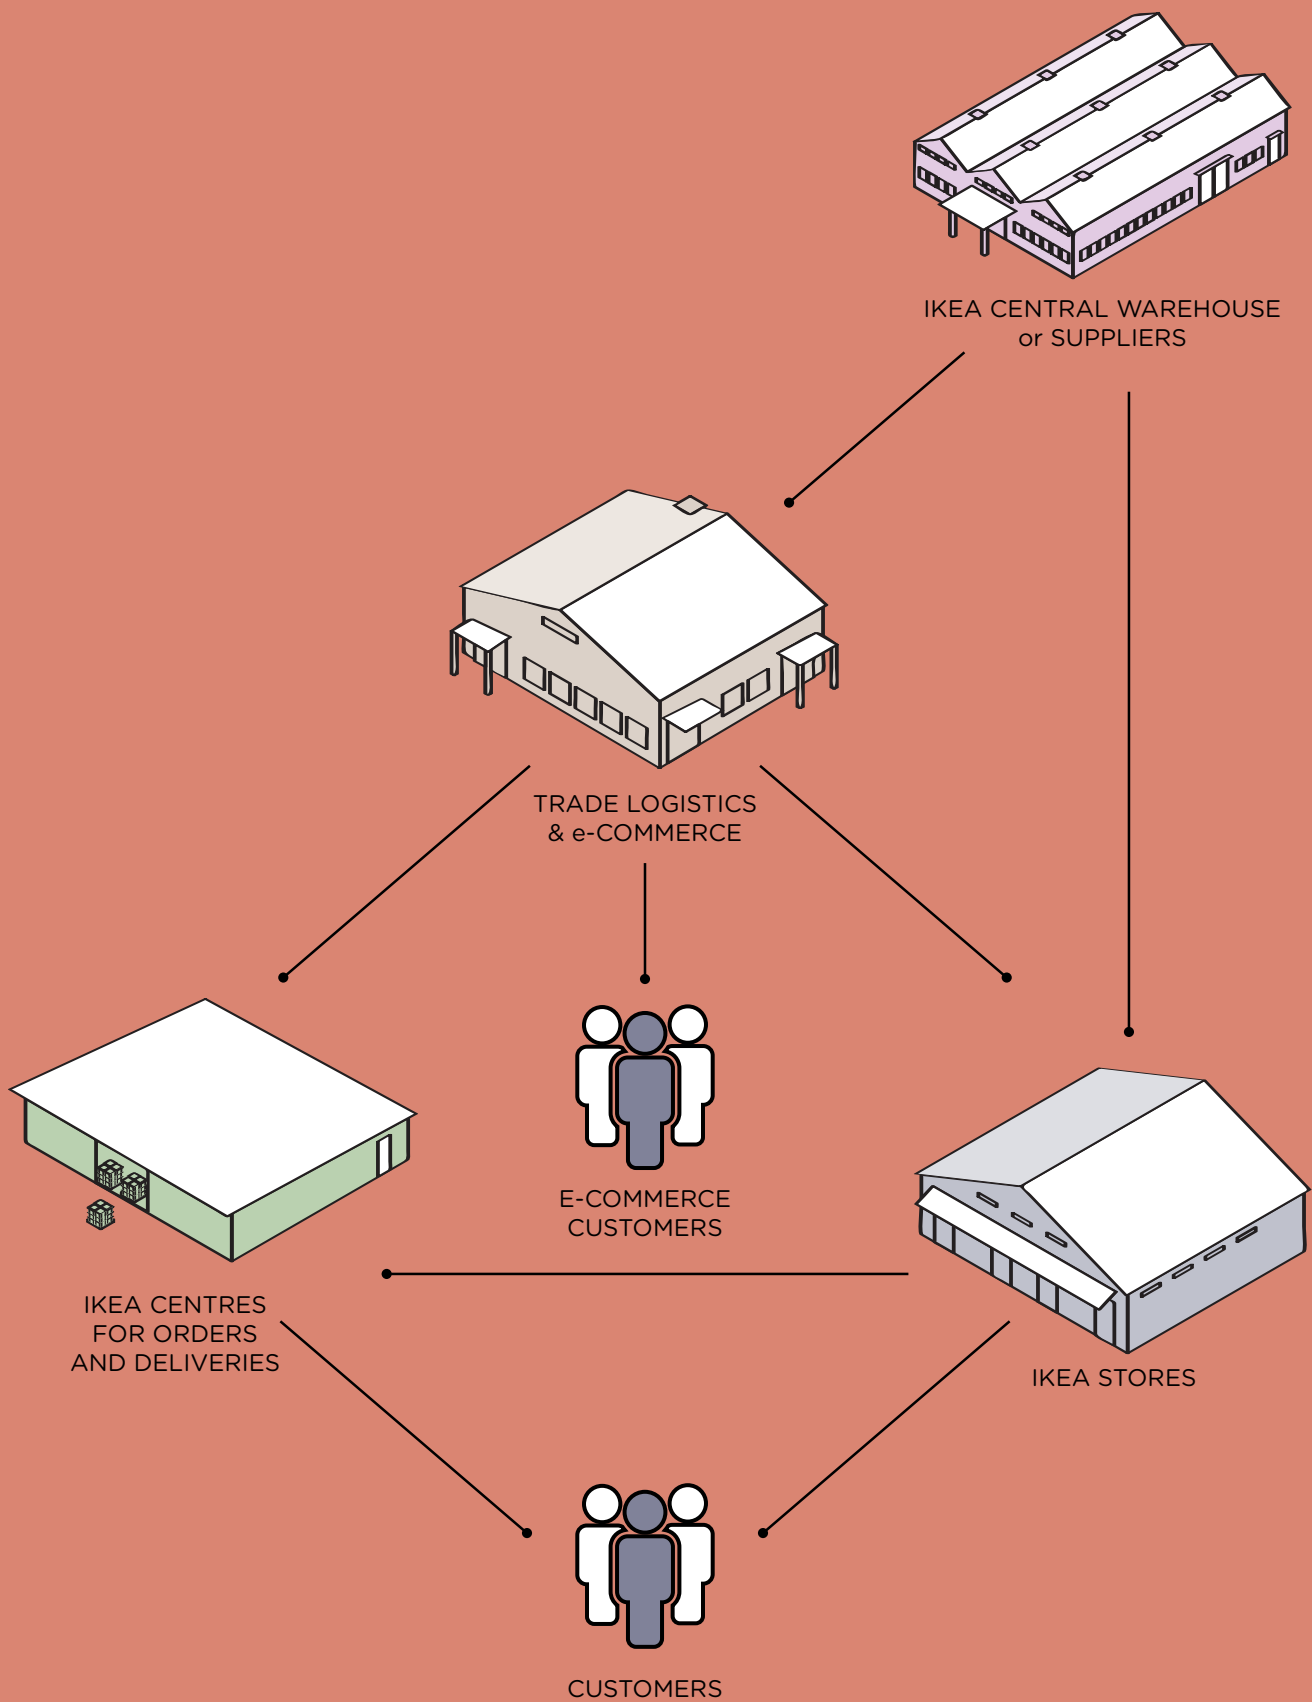 IKEA CENTRAL WAREHOUSE
or SUPPLIERS
TRADE LOGISTICS
& e-COMMERCE
E-COMMERCE
CUSTOMERS
IKEA CENTRES
FOR ORDERS
AND DELIVERIES
IKEA STORES
CUSTOMERS